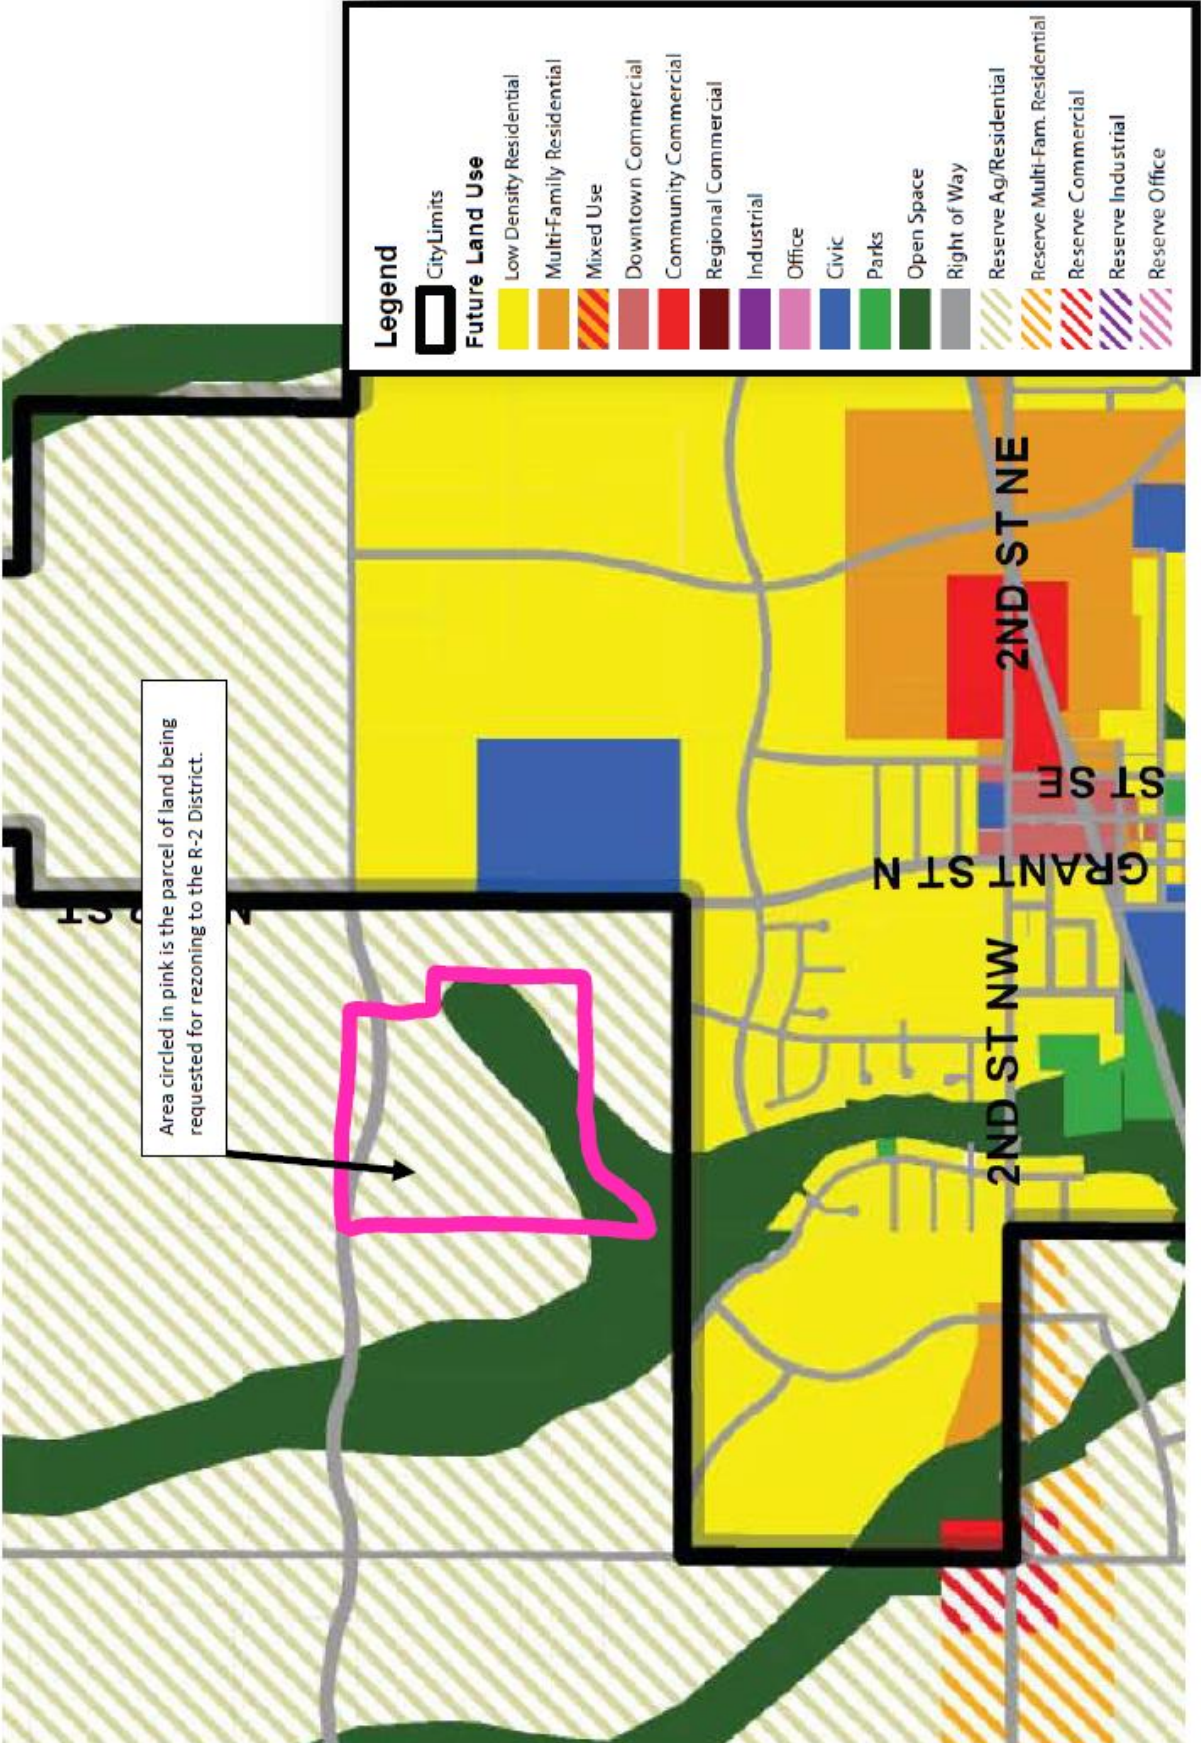 Area circled in pink is the parcel of land being
requested for rezoning to the R-2 District.
2ND ST NW
GRANT ST N
ST SE
2ND ST NE
Legend
CityLimits
Future Land Use
Low Density Residential
Multi-Family Residential
Mixed Use
Downtown Commercial
Community Commercial
Regional Commercial
Industrial
Office
Civic
Parks
Open Space
Right of Way
Reserve Ag/Residential
Reserve Multi-Fam. Residential
Reserve Commercial
Reserve Industrial
Reserve Office